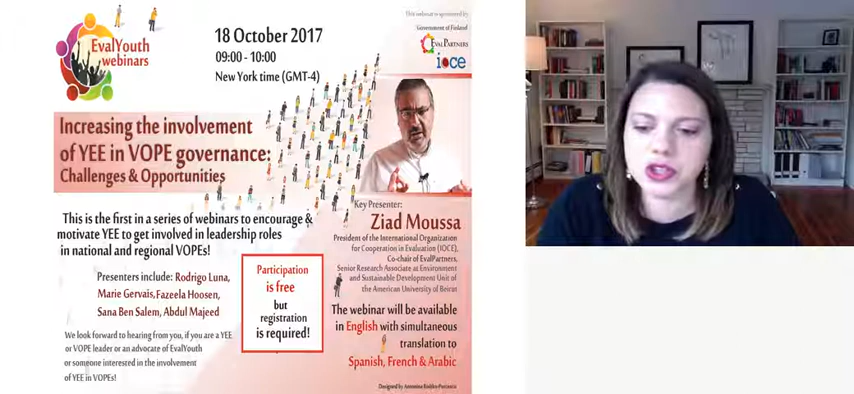 EvalYouth
webinars
18 October 2017
09:00 - 10:00
New York time (GMT-4)
This webinar is sponsored by
Government of Finland
EVALPARTNERS
ioce
Increasing the involvement
of YEE in VOPE governance:
Challenges & Opportunities
This is the first in a series of webinars to encourage &
motivate YEE to get involved in leadership roles
in national and regional VOPEs!
Presenters include: Rodrigo Luna,
Marie Gervais, Fazeela Hoosen,
Sana Ben Salem, Abdul Majeed
We look forward to hearing from you, if you are a YEE
or VOPE leader or an advocate of EvalYouth
or someone interested in the involvement
of YEE in VOPEs!
Participation
is free
but
registration
is required!
Key Presenter:
Ziad Moussa
President of the International Organization
for Cooperation in Evaluation (IOCE),
Co-chair of EvalPartners,
Senior Research Associate at Environment
and Sustainable Development Unit of
the American University of Beirut
The webinar will be available
in English with simultaneous
translation to
Spanish, French & Arabic